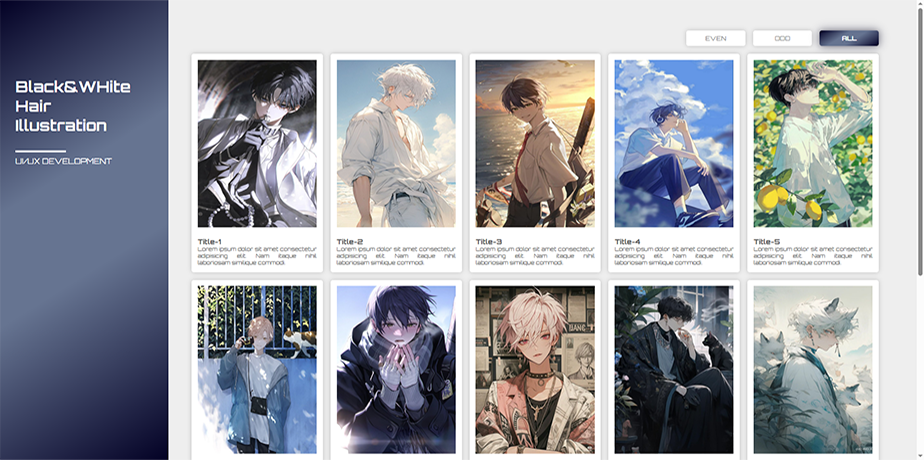 EVEN
ODD
ALL
Black&WHite
Hair
Illustration
UI/UX DEVELOPMENT
Title-1
Lorem ipsum dolor sit amet consectetur
adipisicing elit. Nam itaque nihil
laboriosam similique commodi.
Title-2
Lorem ipsum dolor sit amet consectetur
adipisicing elit. Nam itaque nihil
laboriosam similique commodi.
Title-3
Lorem ipsum dolor sit amet consectetur
adipisicing elit. Nam itaque nihil
laboriosam similique commodi.
Title-4
Lorem ipsum dolor sit amet consectetur
adipisicing elit. Nam itaque nihil
laboriosam similique commodi.
Title-5
Lorem ipsum dolor sit amet consectetur
adipisicing elit. Nam itaque nihil
laboriosam similique commodi.